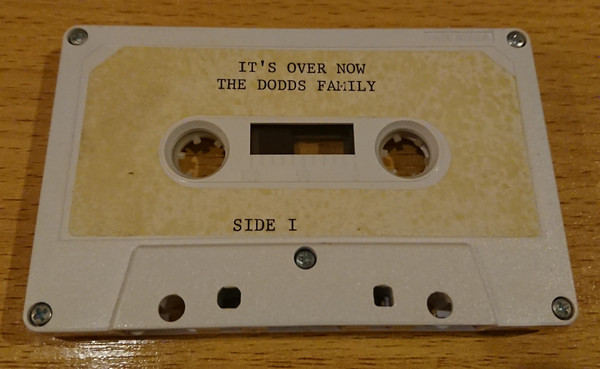 IT'S OVER NOW
THE DODDS FAMILY
SIDE I